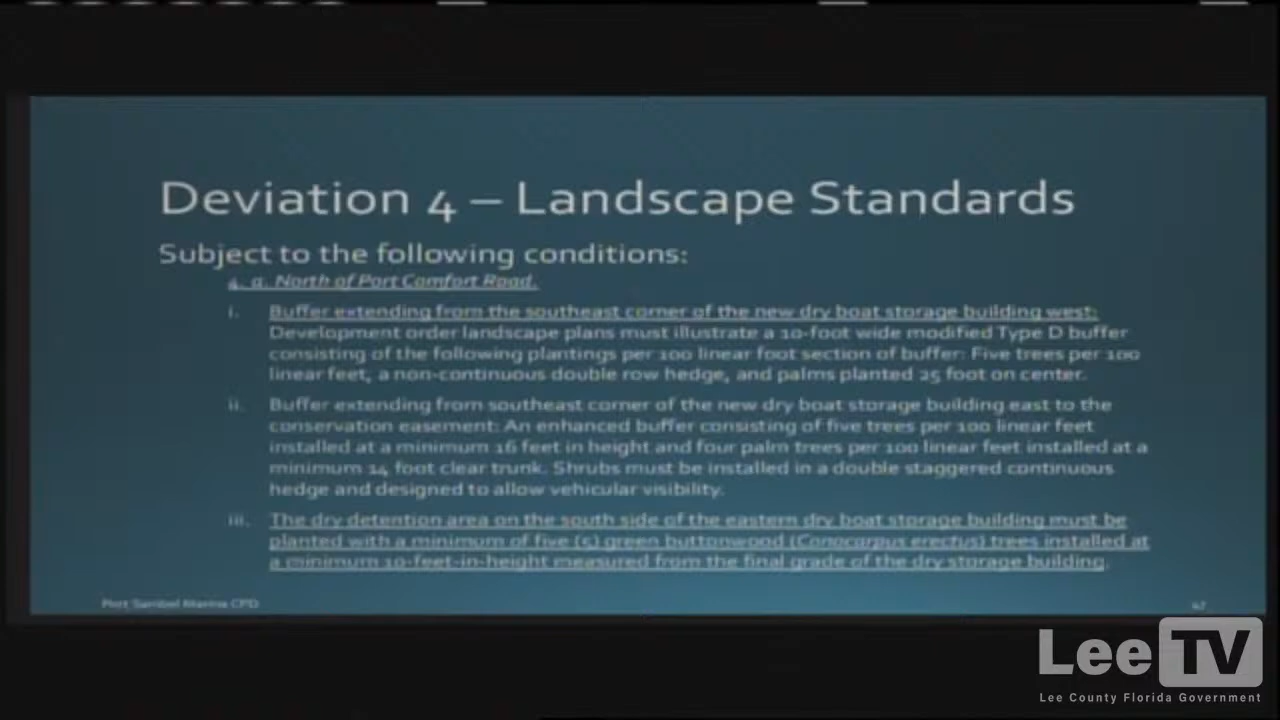 Deviation 4 – Landscape Standards
Subject to the following conditions:
4. a. North of Port Comfort Road.
i. Buffer extending from the southeast corner of the new dry boat storage building west:
Development order landscape plans must illustrate a 10-foot wide modified Type D buffer
consisting of the following plantings per 100 linear foot section of buffer: Five trees per 100
linear feet, a non-continuous double row hedge, and palms planted 25 foot on center.
ii. Buffer extending from southeast corner of the new dry boat storage building east to the
conservation easement: An enhanced buffer consisting of five trees per 100 linear feet
installed at a minimum 16 feet in height and four palm trees per 100 linear feet installed at a
minimum 14 foot clear trunk. Shrubs must be installed in a double staggered continuous
hedge and designed to allow vehicular visibility.
iii. The dry detention area on the south side of the eastern dry boat storage building must be
planted with a minimum of five (5) green buttonwood (Conocarpus erectus) trees installed at
a minimum 10-feet-in-height measured from the final grade of the dry storage building.
Port Sanibel Marina CPD
Lee TV
Lee County Florida Government